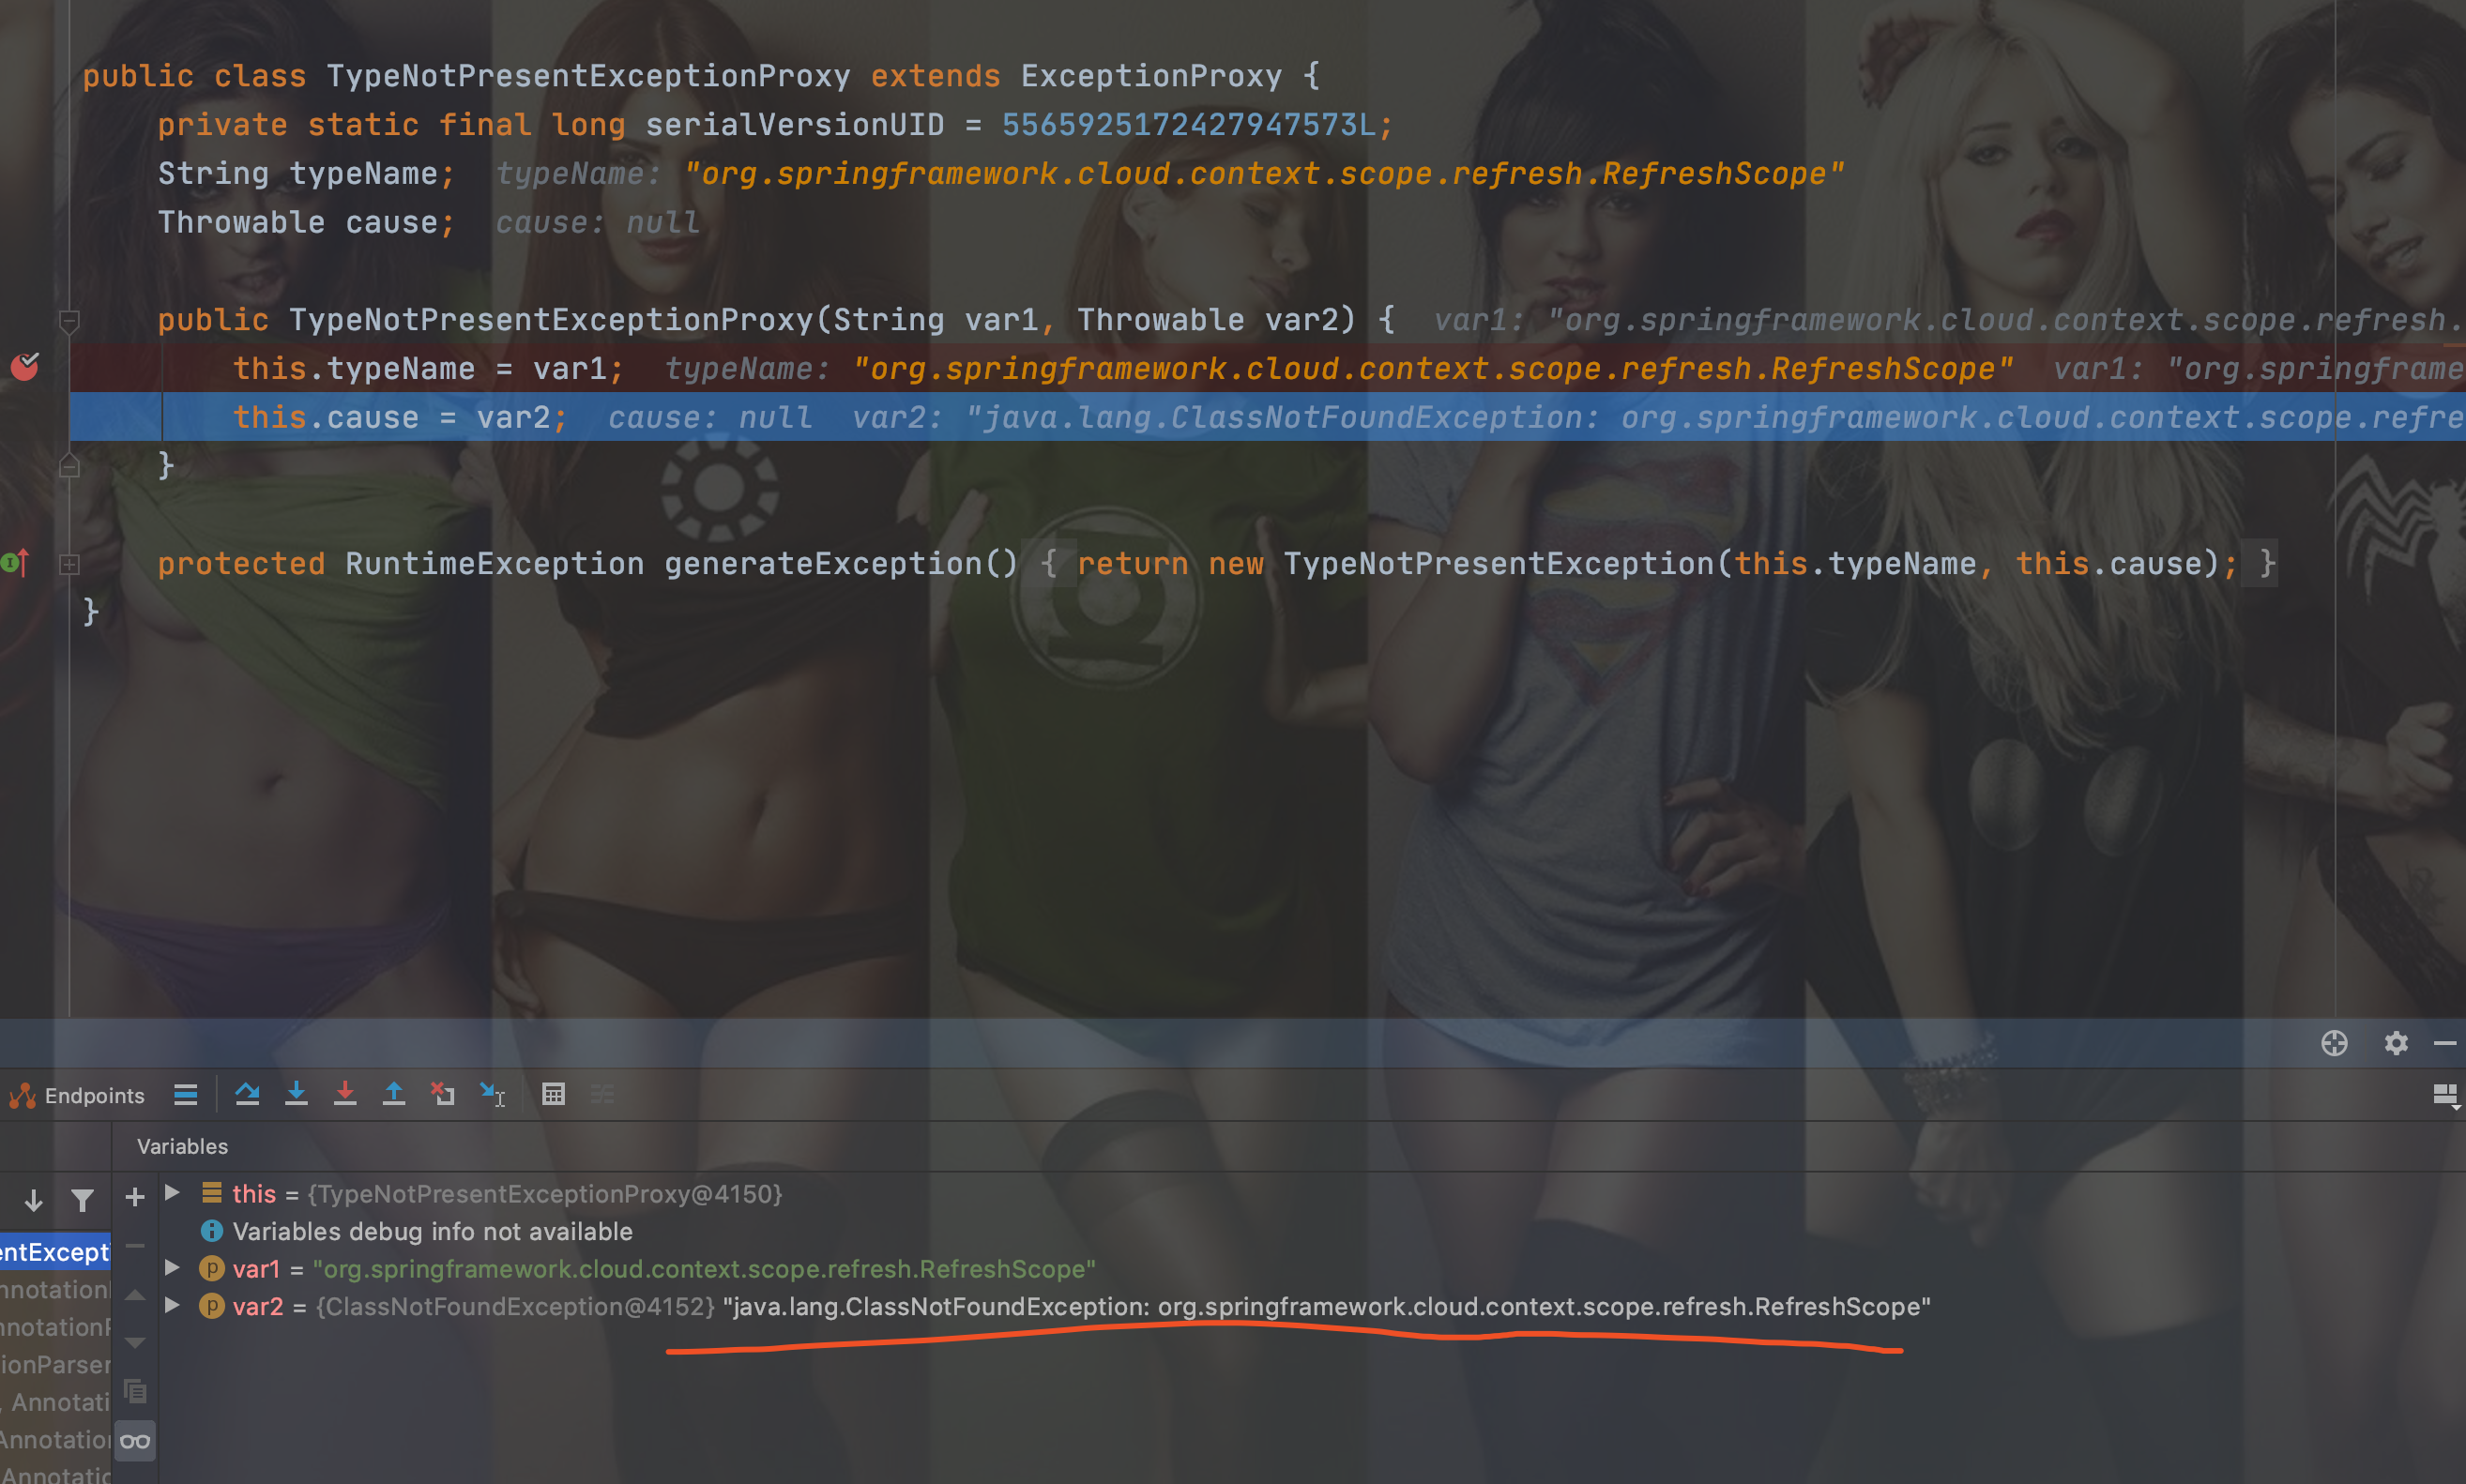 public class TypeNotPresentExceptionProxy extends ExceptionProxy {
private static final long serialVersionUID = 5565925172427947573L;
String typeName; typeName: "org.springframework.cloud.context.scope.refresh.RefreshScope"
Throwable cause; cause: null
public TypeNotPresentExceptionProxy(String var1, Throwable var2) { var1: "org.springframework.cloud.context.scope.refresh.
this.typeName = var1; typeName: "org.springframework.cloud.context.scope.refresh.RefreshScope" var1: "org.springframe
this.cause = var2; cause: null var2: "java.lang.ClassNotFoundException: org.springframework.cloud.context.scope.refre
}
protected RuntimeException generateException() { return new TypeNotPresentException(this.typeName, this.cause); }
}
Endpoints
Variables
this = {TypeNotPresentExceptionProxy@4150}
Variables debug info not available
entExcept
var1 = "org.springframework.cloud.context.scope.refresh.RefreshScope"
nnotation
var2 = {ClassNotFoundException@4152} "java.lang.ClassNotFoundException: org.springframework.cloud.context.scope.refresh.RefreshScope"
nnotation
ionParser
, Annotati
Annotation
Annotatio